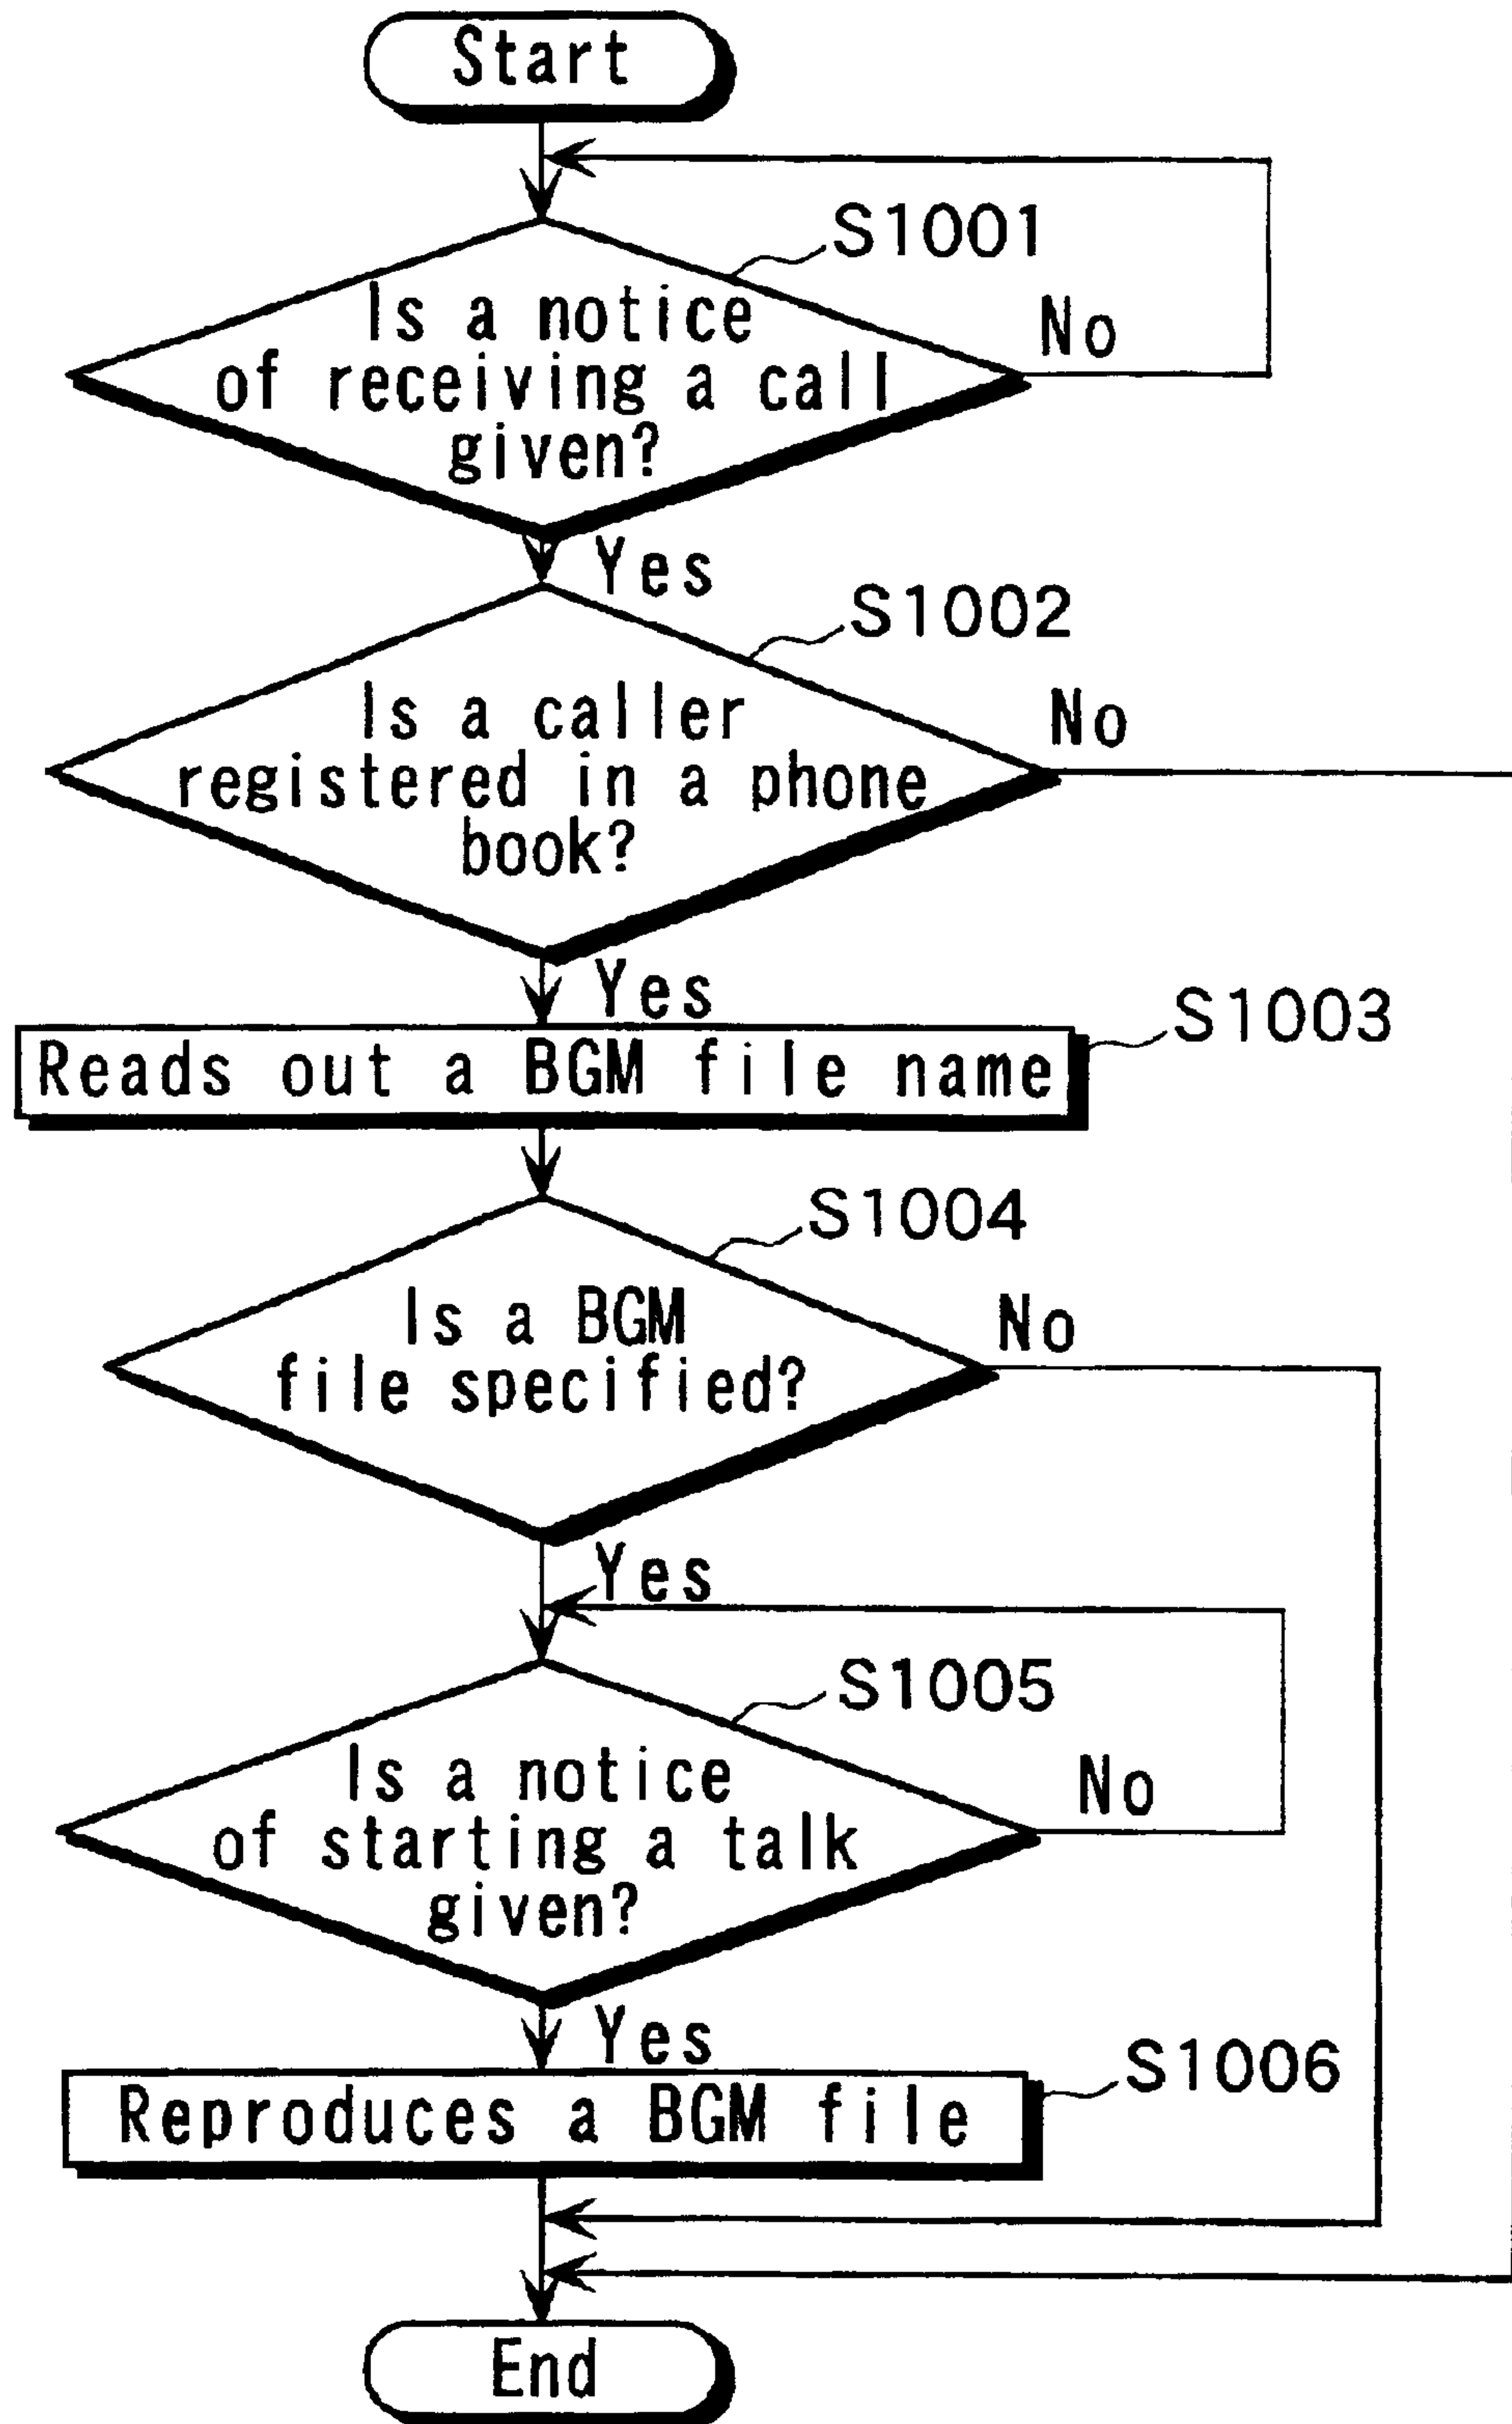 Start
S1001
Is a notice
of receiving a call
given?
No
Yes
S1002
Is a caller
registered in a phone
book?
No
Yes
S1003
Reads out a BGM file name
S1004
Is a BGM
file specified?
No
Yes
S1005
Is a notice
of starting a talk
given?
No
Yes
S1006
Reproduces a BGM file
End